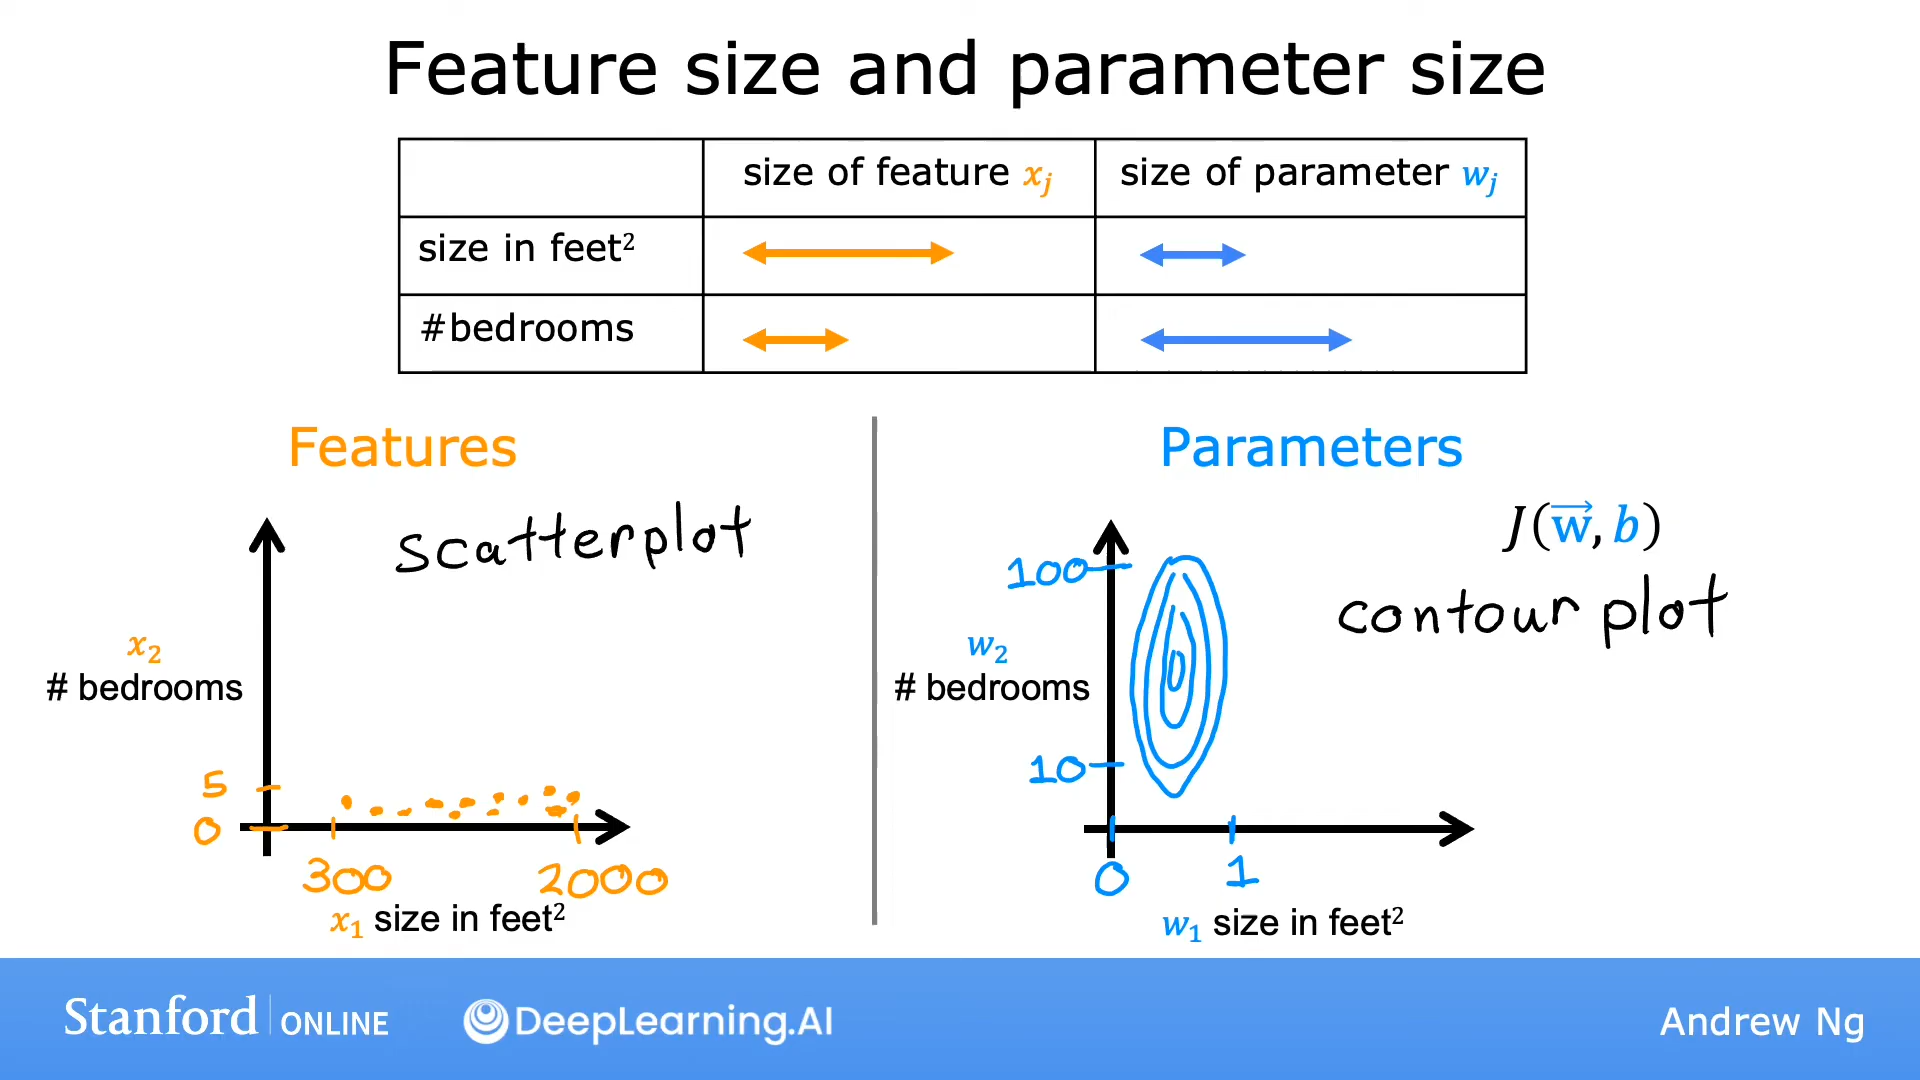 Feature size and parameter size
size of feature xⱼ
size of parameter wⱼ
size in feet²
#bedrooms
Features
scatterplot
x₂
# bedrooms
5
0
300
2000
x₁ size in feet²
Parameters
J(w⃗, b)
contour plot
100
w₂
# bedrooms
10
0
1
w₁ size in feet²
Stanford ONLINE
DeepLearning.AI
Andrew Ng